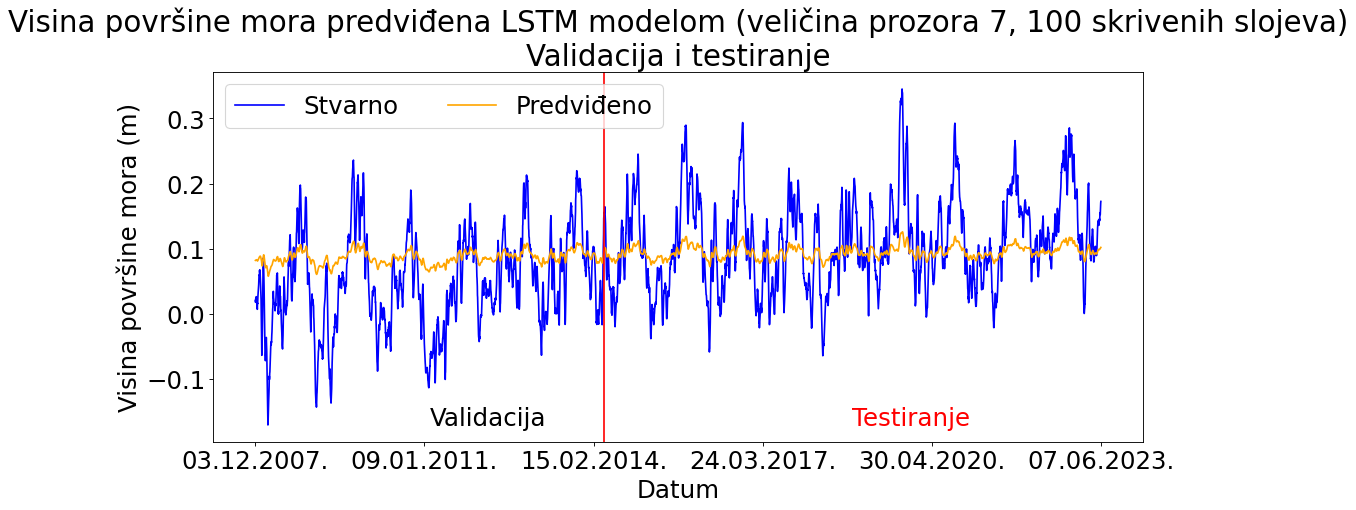 Visina površine mora predviđena LSTM modelom (veličina prozora 7, 100 skrivenih slojeva)
Validacija i testiranje
Stvarno
Predviđeno
Visina površine mora (m)
0.3
0.2
0.1
0.0
−0.1
Validacija
Testiranje
03.12.2007.
09.01.2011.
15.02.2014.
24.03.2017.
30.04.2020.
07.06.2023.
Datum